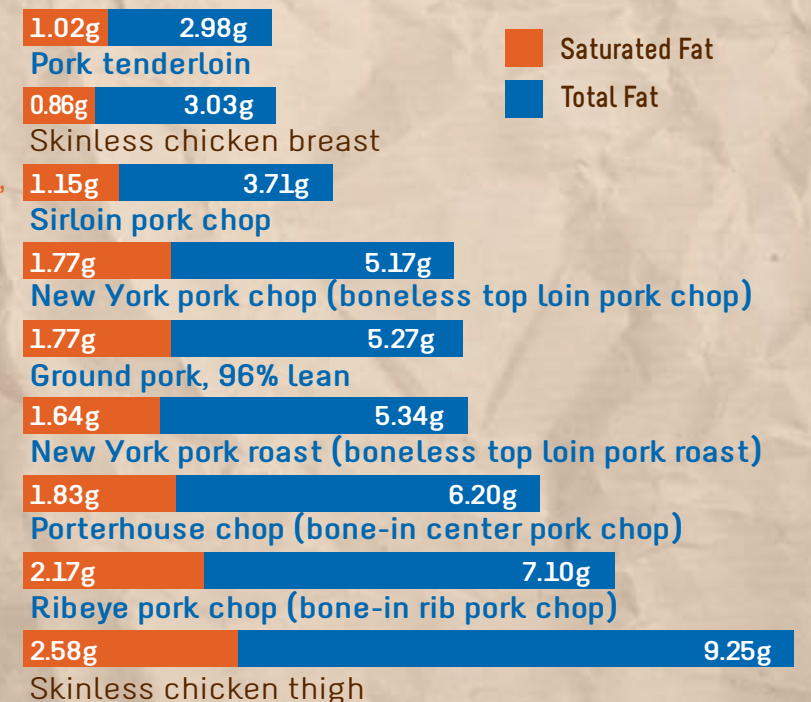 1.02g 2.98g
Pork tenderloin
Saturated Fat
Total Fat
0.86g 3.03g
Skinless chicken breast
1.15g 3.71g
Sirloin pork chop
1.77g 5.17g
New York pork chop (boneless top loin pork chop)
1.77g 5.27g
Ground pork, 96% lean
1.64g 5.34g
New York pork roast (boneless top loin pork roast)
1.83g 6.20g
Porterhouse chop (bone-in center pork chop)
2.17g 7.10g
Ribeye pork chop (bone-in rib pork chop)
2.58g 9.25g
Skinless chicken thigh